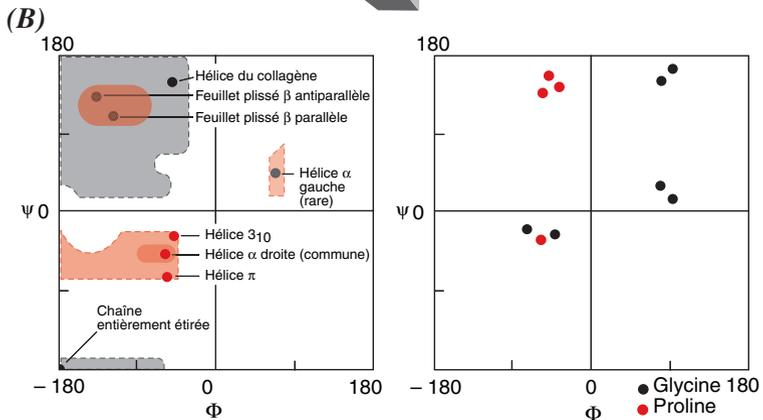 (B)
180
Hélice du collagène
Feuillet plissé β antiparallèle
Feuillet plissé β parallèle
Hélice α
gauche
(rare)
ψ 0
Hélice 3₁₀
Hélice α droite (commune)
Hélice π
Chaîne
entièrement étirée
– 180
0
180
Φ
180
ψ 0
– 180
0
Glycine 180
Proline
Φ